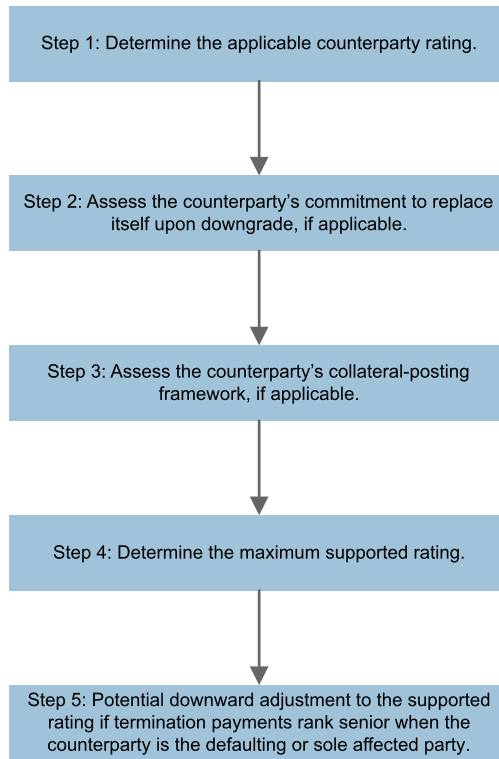 Step 1: Determine the applicable counterparty rating.
Step 2: Assess the counterparty’s commitment to replace
itself upon downgrade, if applicable.
Step 3: Assess the counterparty’s collateral-posting
framework, if applicable.
Step 4: Determine the maximum supported rating.
Step 5: Potential downward adjustment to the supported
rating if termination payments rank senior when the
counterparty is the defaulting or sole affected party.